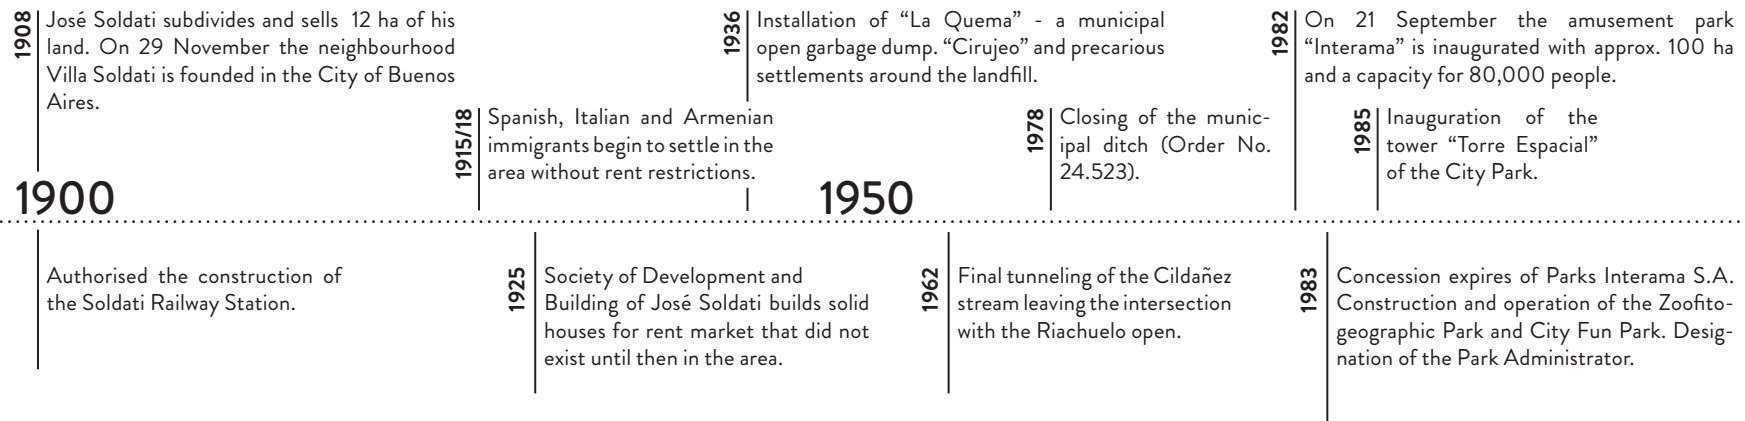 1908
José Soldati subdivides and sells 12 ha of his
land. On 29 November the neighbourhood
Villa Soldati is founded in the City of Buenos
Aires.
1915/18
Spanish, Italian and Armenian
immigrants begin to settle in the
area without rent restrictions.
1936
Installation of “La Quema” - a municipal
open garbage dump. “Cirujeo” and precarious
settlements around the landfill.
1978
Closing of the munic-
ipal ditch (Order No.
24.523).
1982
On 21 September the amusement park
“Interama” is inaugurated with approx. 100 ha
and a capacity for 80,000 people.
1985
Inauguration of the
tower “Torre Espacial”
of the City Park.
1900
1950
Authorised the construction of
the Soldati Railway Station.
1925
Society of Development and
Building of José Soldati builds solid
houses for rent market that did not
exist until then in the area.
1962
Final tunneling of the Cildañez
stream leaving the intersection
with the Riachuelo open.
1983
Concession expires of Parks Interama S.A.
Construction and operation of the Zoofito-
geographic Park and City Fun Park. Desig-
nation of the Park Administrator.